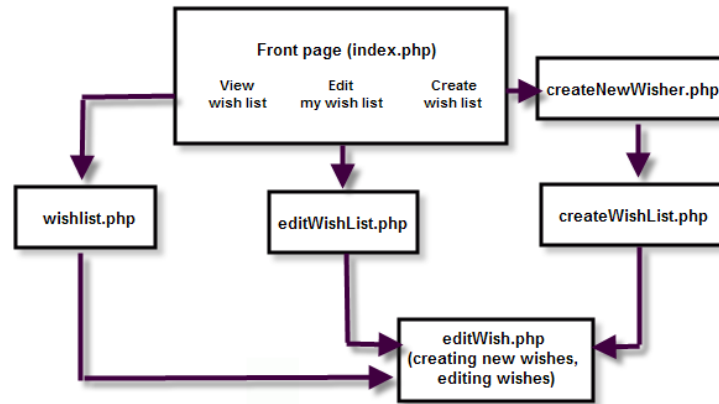 Front page (index.php)
View Edit Create
wish list my wish list wish list
createNewWisher.php
wishlist.php
editWishList.php
createWishList.php
editWish.php
(creating new wishes,
editing wishes)